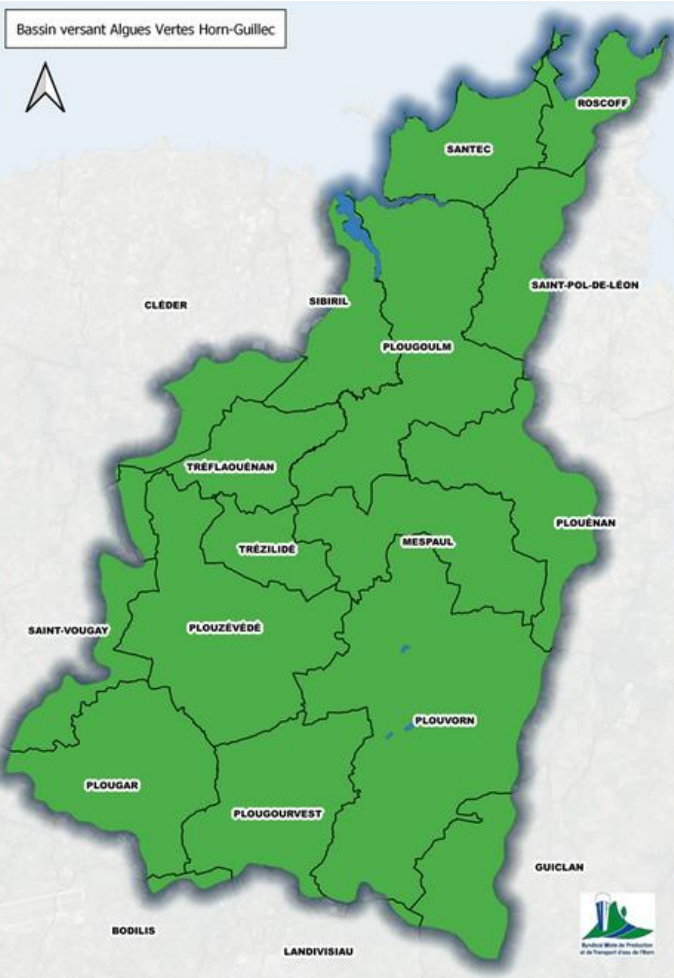 Bassin versant Algues Vertes Horn-Guillec
ROSCOFF
SANTEC
SAINT-POL-DE-LÉON
SIBIRIL
CLÉDER
PLOUGOULM
TRÉFLAOUÉNAN
PLOUÉNAN
MESPAUL
TRÉZILIDÉ
PLOUZÉVÉDÉ
SAINT-VOUGAY
PLOUVORN
PLOUGAR
PLOUGOURVEST
GUICLAN
BODILIS
LANDIVISIAU
Syndicat Mixte de Production
et de Transport d'eau de l'Horn